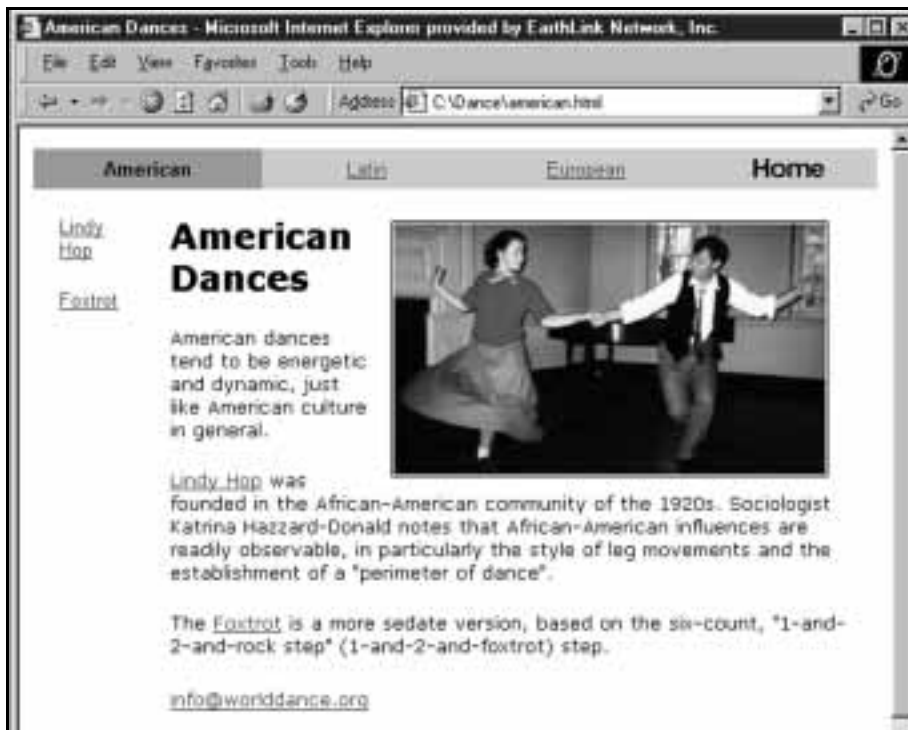 American Dances - Microsoft Internet Explorer provided by EarthLink Network, Inc.
File Edit View Favorites Tools Help
Address C:\Dance\american.html Go
American Latin European Home
Lindy
Hop
Foxtrot
American
Dances
American dances
tend to be energetic
and dynamic, just
like American culture
in general.
Lindy Hop was
founded in the African-American community of the 1920s. Sociologist
Katrina Hazzard-Donald notes that African-American influences are
readily observable, in particularly the style of leg movements and the
establishment of a "perimeter of dance".
The Foxtrot is a more sedate version, based on the six-count, "1-and-
2-and-rock step" (1-and-2-and-foxtrot) step.
info@worlddance.org